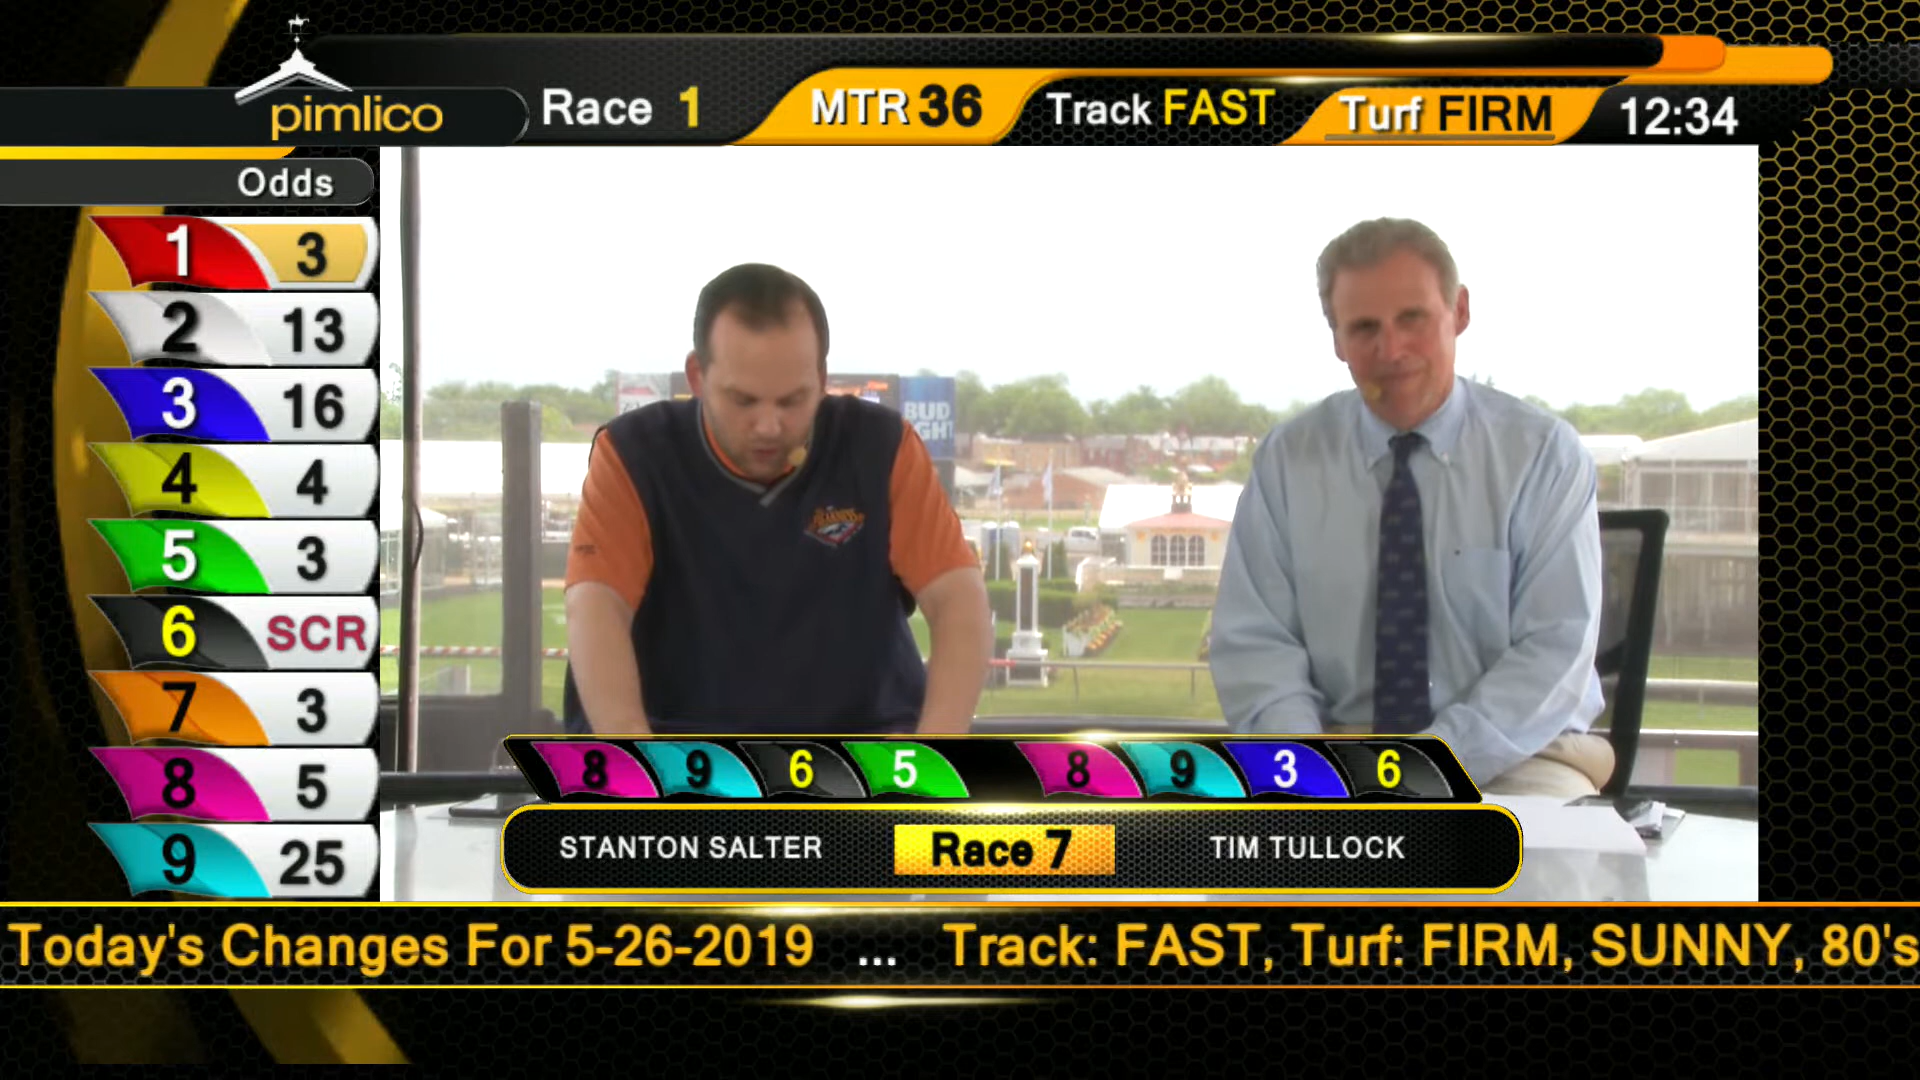 pimlico
Race 1 MTR 36 Track FAST Turf FIRM 12:34
Odds
1 3
2 13
3 16
4 4
5 3
6 SCR
7 3
8 5
9 25
BUD
8 9 6 5 8 9 3 6
STANTON SALTER Race 7 TIM TULLOCK
Today's Changes For 5-26-2019 ... Track: FAST, Turf: FIRM, SUNNY, 80's